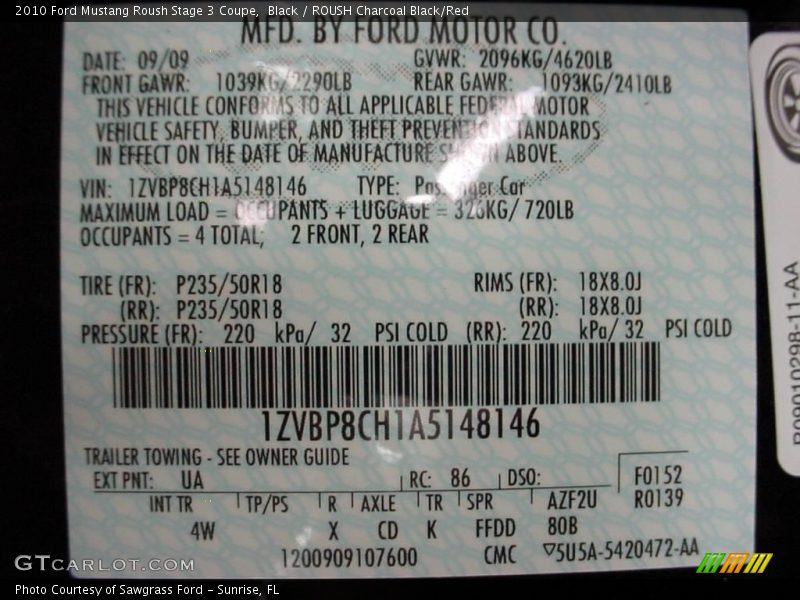 2010 Ford Mustang Roush Stage 3 Coupe, Black / ROUSH Charcoal Black/Red
MFD. BY FORD MOTOR CO.
DATE: 09/09 GVWR: 2096KG/4620LB
FRONT GAWR: 1039KG/2290LB REAR GAWR: 1093KG/2410LB
THIS VEHICLE CONFORMS TO ALL APPLICABLE FEDERAL MOTOR
VEHICLE SAFETY, BUMPER, AND THEFT PREVENTION STANDARDS
IN EFFECT ON THE DATE OF MANUFACTURE SHOWN ABOVE.
VIN: 1ZVBP8CH1A5148146 TYPE: Passenger Car
MAXIMUM LOAD = OCCUPANTS + LUGGAGE = 326KG/ 720LB
OCCUPANTS = 4 TOTAL; 2 FRONT, 2 REAR
TIRE (FR): P235/50R18 RIMS (FR): 18X8.0J
(RR): P235/50R18 (RR): 18X8.0J
PRESSURE (FR): 220 kPa/ 32 PSI COLD (RR): 220 kPa/ 32 PSI COLD
1ZVBP8CH1A5148146
TRAILER TOWING - SEE OWNER GUIDE
EXT PNT: UA RC: 86 DSO: F0152
INT TR TP/PS R AXLE TR SPR AZF2U R0139
4W X CD K FFDD 80B
1200909107600 CMC 5U5A-5420472-AA
R09010298-11-AA
GTCARLOT.COM
Photo Courtesy of Sawgrass Ford - Sunrise, FL